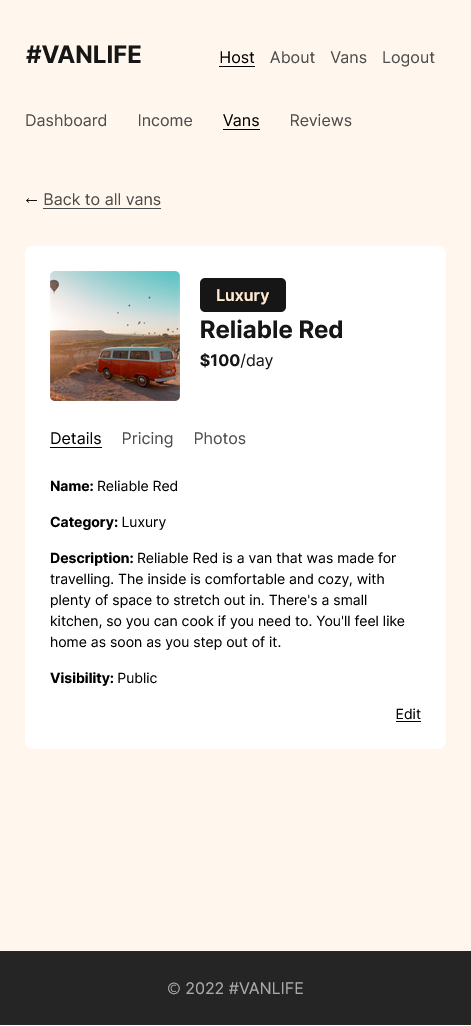 #VANLIFE
Host About Vans Logout
Dashboard Income Vans Reviews
← Back to all vans
Luxury
Reliable Red
$100/day
Details Pricing Photos
Name: Reliable Red
Category: Luxury
Description: Reliable Red is a van that was made for
travelling. The inside is comfortable and cozy, with
plenty of space to stretch out in. There's a small
kitchen, so you can cook if you need to. You'll feel like
home as soon as you step out of it.
Visibility: Public
Edit
© 2022 #VANLIFE